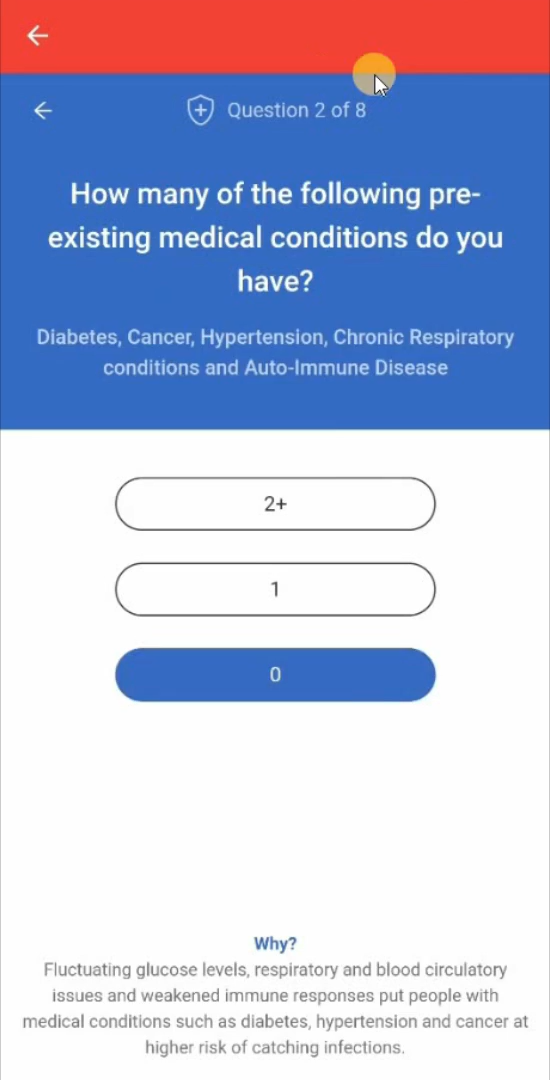 Question 2 of 8
How many of the following pre-
existing medical conditions do you
have?
Diabetes, Cancer, Hypertension, Chronic Respiratory
conditions and Auto-Immune Disease
2+
1
0
Why?
Fluctuating glucose levels, respiratory and blood circulatory
issues and weakened immune responses put people with
medical conditions such as diabetes, hypertension and cancer at
higher risk of catching infections.